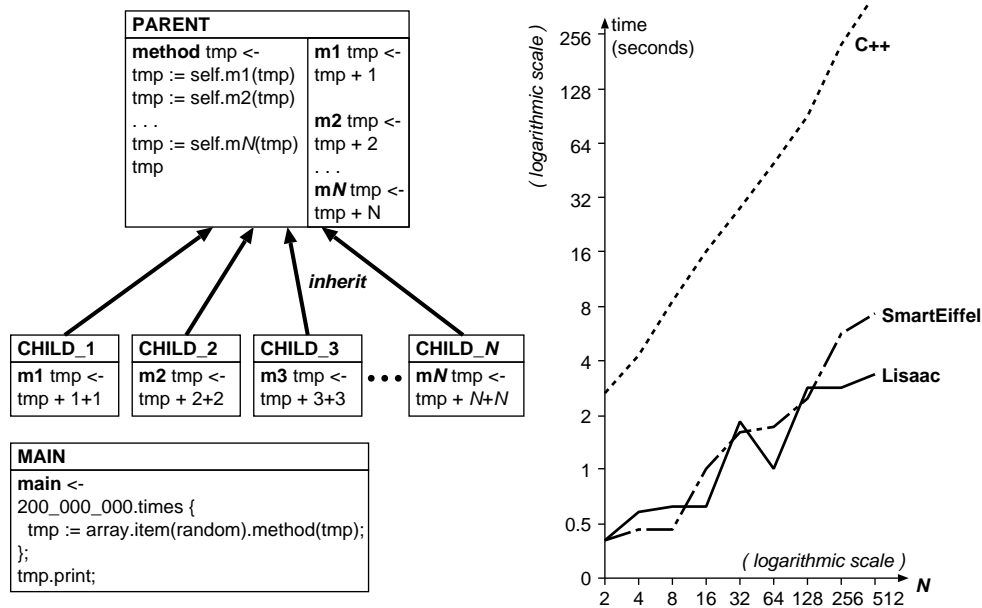 PARENT
method tmp <-
tmp := self.m1(tmp)
tmp := self.m2(tmp)
. . .
tmp := self.mN(tmp)
tmp
m1 tmp <-
tmp + 1
m2 tmp <-
tmp + 2
. . .
mN tmp <-
tmp + N
inherit
CHILD_1
m1 tmp <-
tmp + 1+1
CHILD_2
m2 tmp <-
tmp + 2+2
CHILD_3
m3 tmp <-
tmp + 3+3
CHILD_N
mN tmp <-
tmp + N+N
MAIN
main <-
200_000_000.times {
tmp := array.item(random).method(tmp);
};
tmp.print;
time
(seconds)
( logarithmic scale )
256
128
64
32
16
8
4
2
1
0.5
0
C++
SmartEiffel
Lisaac
( logarithmic scale )
2 4 8 16 32 64 128 256 512 N